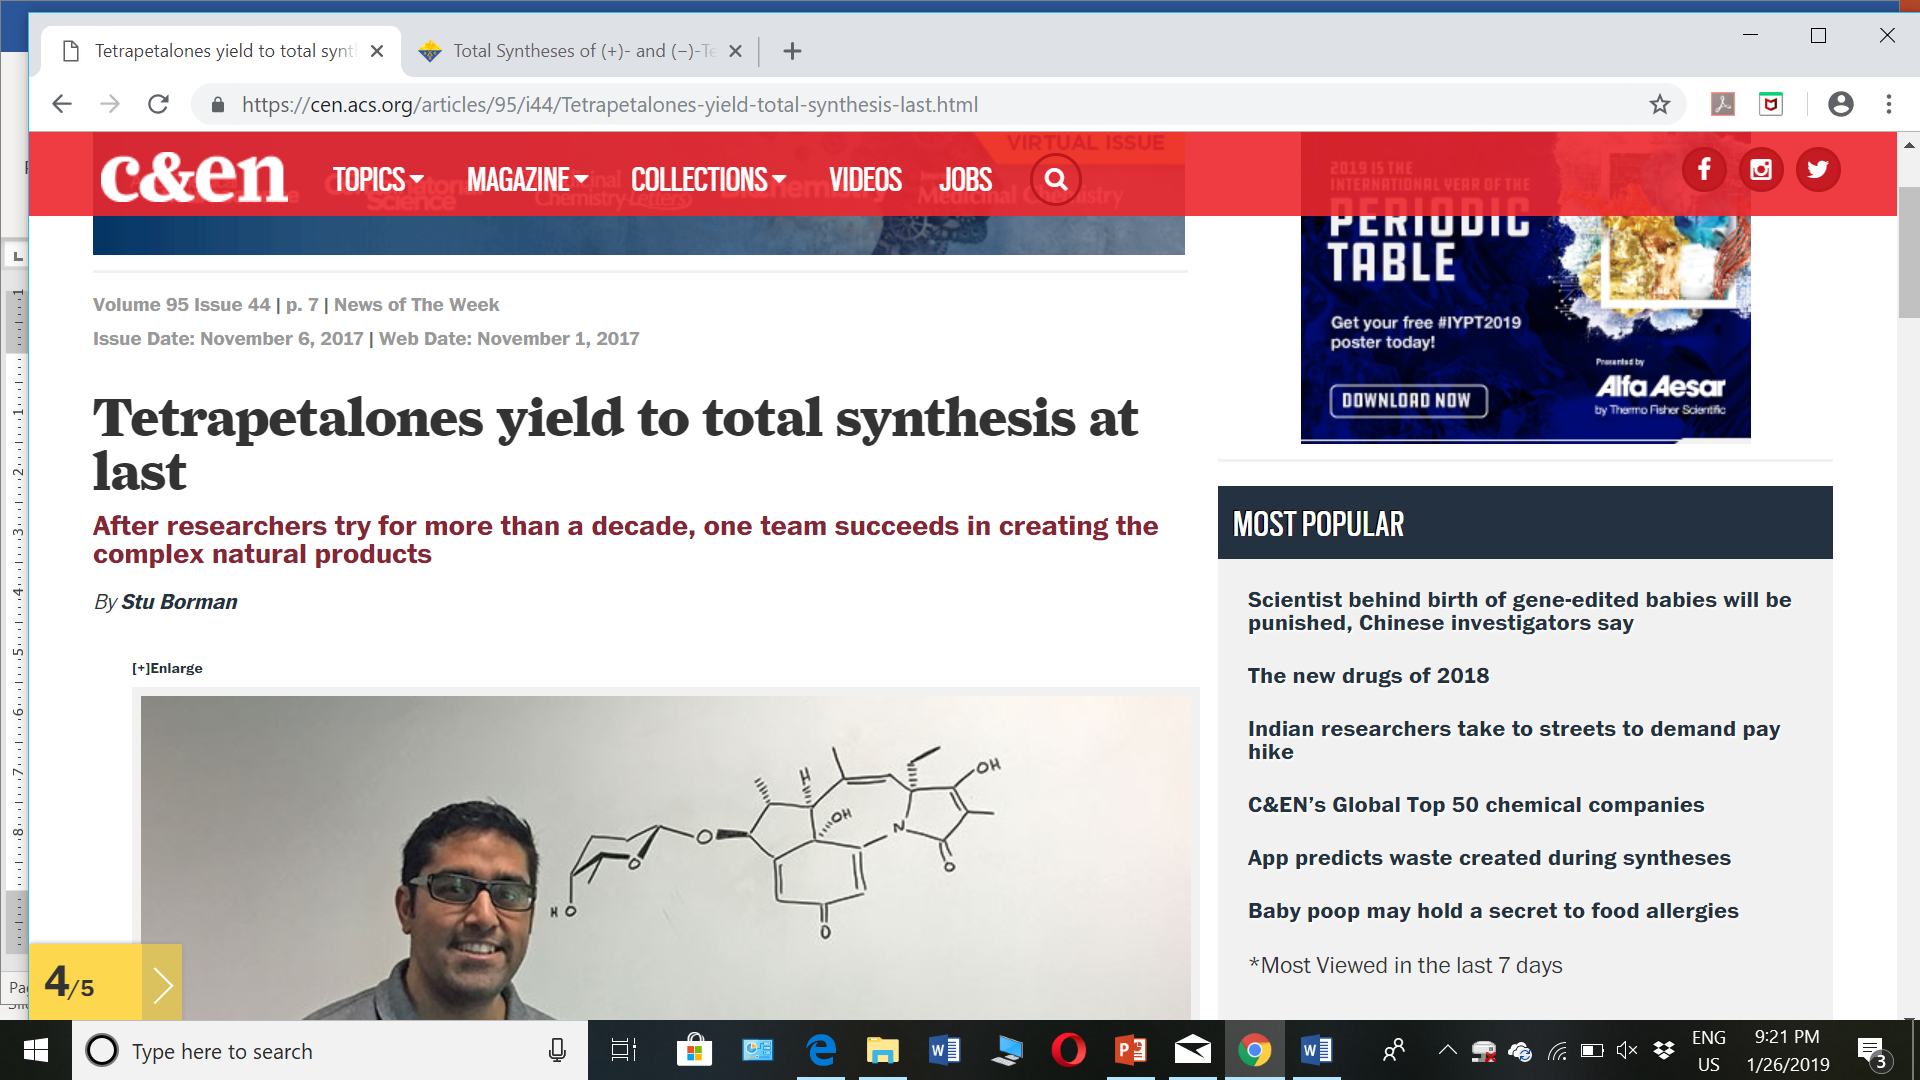 Tetrapetalones yield to total synt
Total Syntheses of (+)- and (−)-Te
https://cen.acs.org/articles/95/i44/Tetrapetalones-yield-total-synthesis-last.html
VIRTUAL ISSUE
c&en
TOPICS
MAGAZINE
COLLECTIONS
VIDEOS
JOBS
Science
Chemistry Letters
Medicinal Chemistry
2019 IS THE
INTERNATIONAL YEAR OF THE
PERIODIC
TABLE
Get your free #IYPT2019
poster today!
DOWNLOAD NOW
Presented by
Alfa Aesar
by Thermo Fisher Scientific
Volume 95 Issue 44 | p. 7 | News of The Week
Issue Date: November 6, 2017 | Web Date: November 1, 2017
Tetrapetalones yield to total synthesis at
last
After researchers try for more than a decade, one team succeeds in creating the
complex natural products
By Stu Borman
[+]Enlarge
H
OH
OH
N
O
O
O
HO
O
MOST POPULAR
Scientist behind birth of gene-edited babies will be
punished, Chinese investigators say
The new drugs of 2018
Indian researchers take to streets to demand pay
hike
C&EN's Global Top 50 chemical companies
App predicts waste created during syntheses
Baby poop may hold a secret to food allergies
*Most Viewed in the last 7 days
4/5
Type here to search
ENG
US
9:21 PM
1/26/2019
3